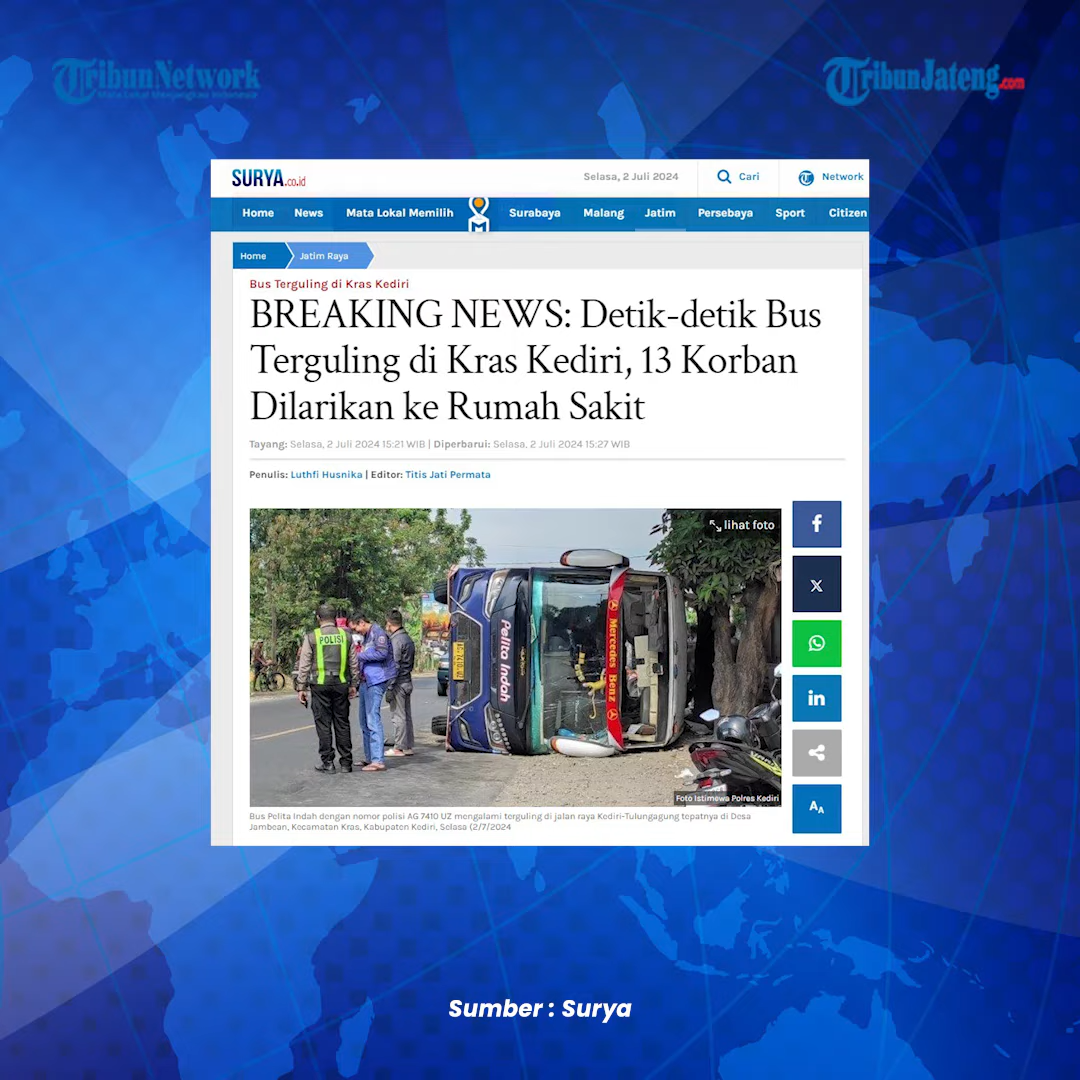 TribunNetwork
Mata Lokal Menjangkau Indonesia
TribunJateng.com
SURYA.co.id
Selasa, 2 Juli 2024
Cari
Network
Home News Mata Lokal Memilih M Surabaya Malang Jatim Persebaya Sport Citizen
Home Jatim Raya
Bus Terguling di Kras Kediri
BREAKING NEWS: Detik-detik Bus
Terguling di Kras Kediri, 13 Korban
Dilarikan ke Rumah Sakit
Tayang: Selasa, 2 Juli 2024 15:21 WIB | Diperbarui: Selasa, 2 Juli 2024 15:27 WIB
Penulis: Luthfi Husnika | Editor: Titis Jati Permata
lihat foto
POLISI
Pelita Indah
Mercedes Benz
Foto Istimewa Polres Kediri
Bus Pelita Indah dengan nomor polisi AG 7410 UZ mengalami terguling di jalan raya Kediri-Tulungagung tepatnya di Desa
Jambean, Kecamatan Kras, Kabupaten Kediri, Selasa (2/7/2024
Sumber : Surya